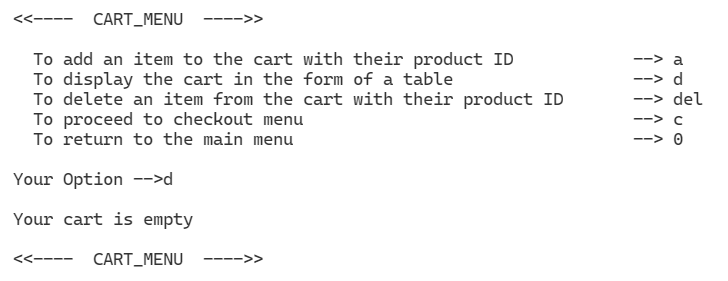 <<----  CART_MENU  ---->>
To add an item to the cart with their product ID --> a
To display the cart in the form of a table --> d
To delete an item from the cart with their product ID --> del
To proceed to checkout menu --> c
To return to the main menu --> 0
Your Option -->d
Your cart is empty
<<----  CART_MENU  ---->>